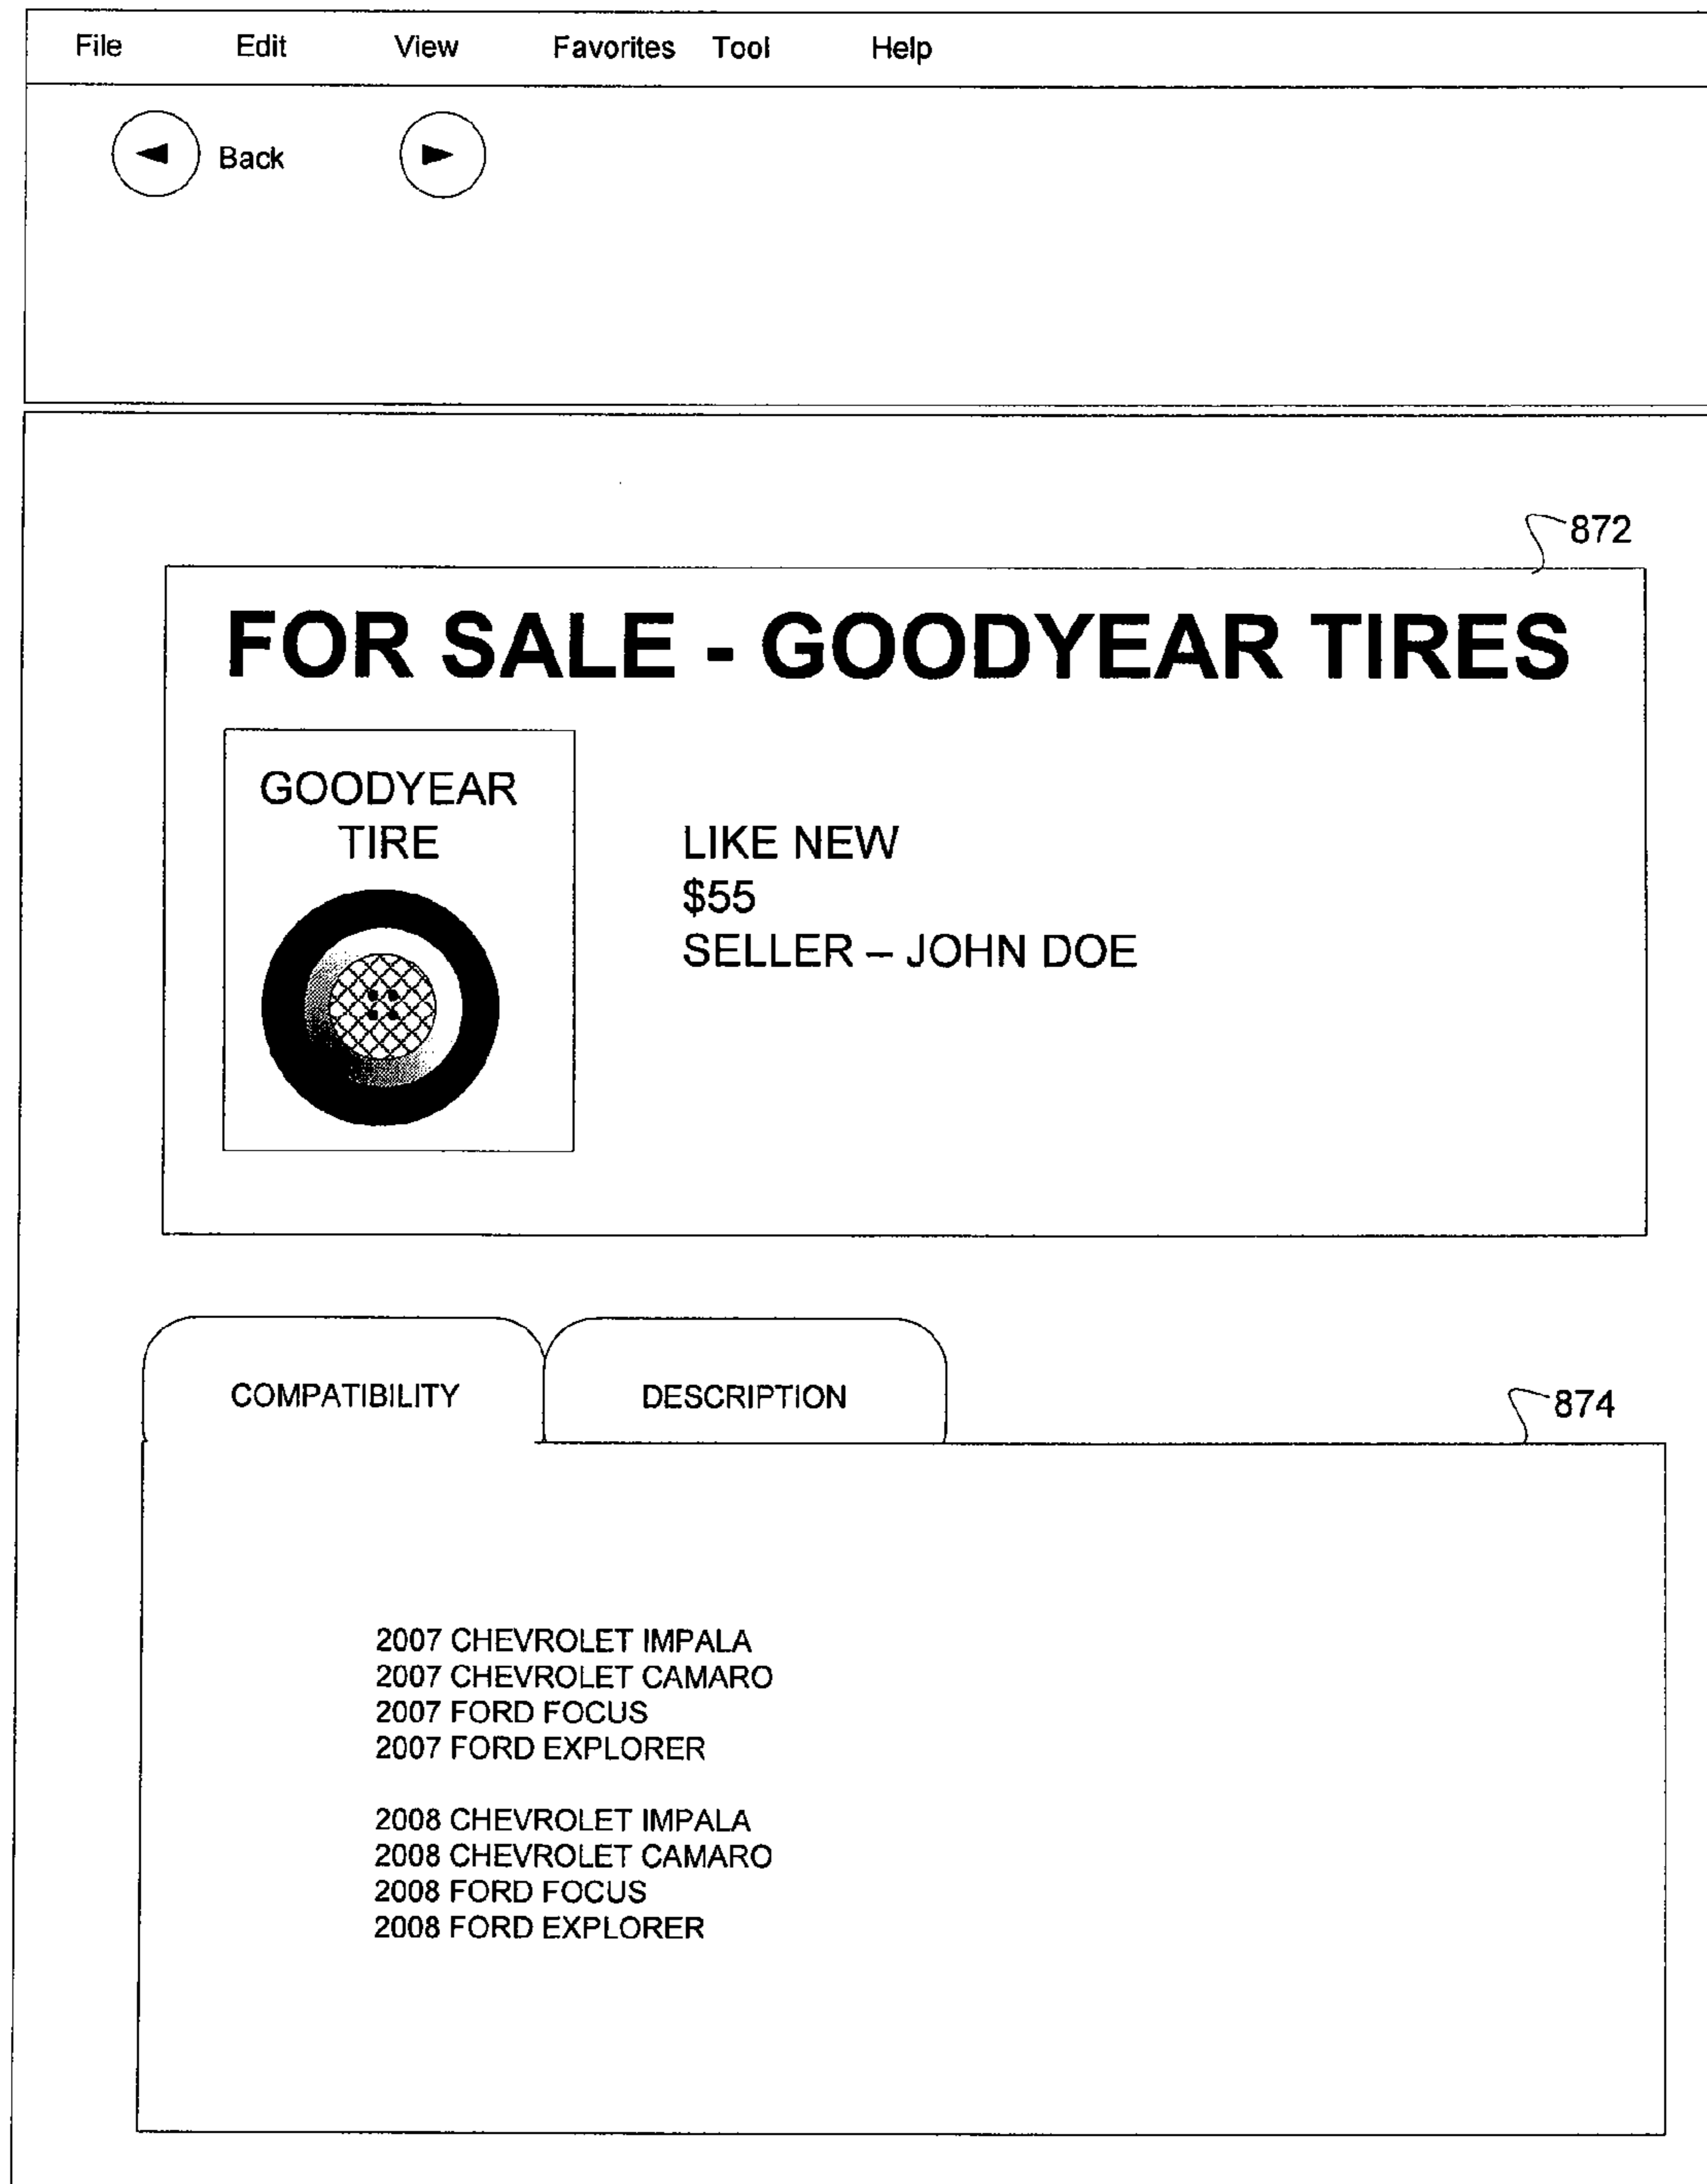 File Edit View Favorites Tool Help
Back
872
FOR SALE - GOODYEAR TIRES
GOODYEAR
TIRE
LIKE NEW
$55
SELLER – JOHN DOE
COMPATIBILITY DESCRIPTION
874
2007 CHEVROLET IMPALA
2007 CHEVROLET CAMARO
2007 FORD FOCUS
2007 FORD EXPLORER
2008 CHEVROLET IMPALA
2008 CHEVROLET CAMARO
2008 FORD FOCUS
2008 FORD EXPLORER